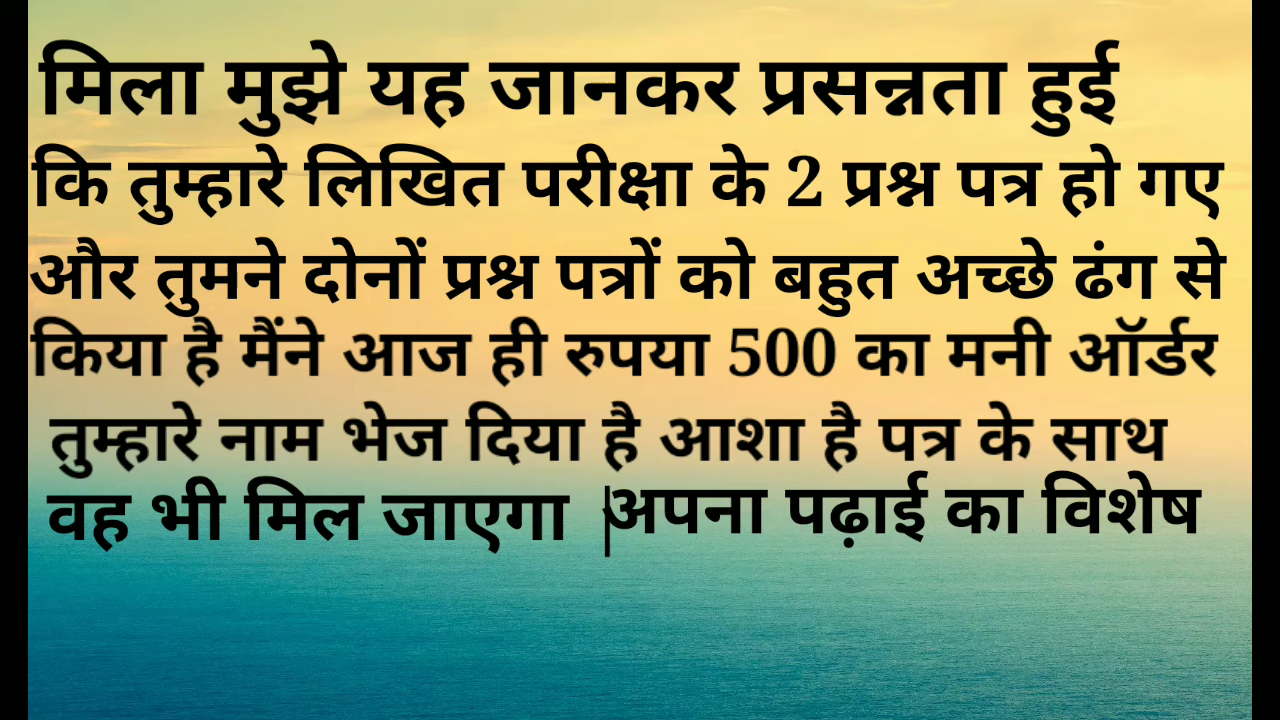 मिला मुझे यह जानकर प्रसन्नता हुई
कि तुम्हारे लिखित परीक्षा के 2 प्रश्न पत्र हो गए
और तुमने दोनों प्रश्न पत्रों को बहुत अच्छे ढंग से
किया है मैंने आज ही रुपया 500 का मनी ऑर्डर
तुम्हारे नाम भेज दिया है आशा है पत्र के साथ
वह भी मिल जाएगा |अपना पढ़ाई का विशेष